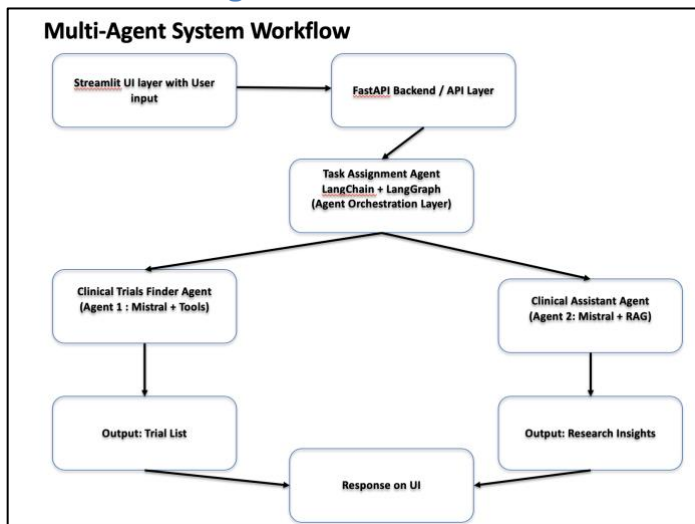 Multi-Agent System Workflow
Streamlit UI layer with User
input
FastAPI Backend / API Layer
Task Assignment Agent
LangChain + LangGraph
(Agent Orchestration Layer)
Clinical Trials Finder Agent
(Agent 1 : Mistral + Tools)
Clinical Assistant Agent
(Agent 2: Mistral + RAG)
Output: Trial List
Output: Research Insights
Response on UI